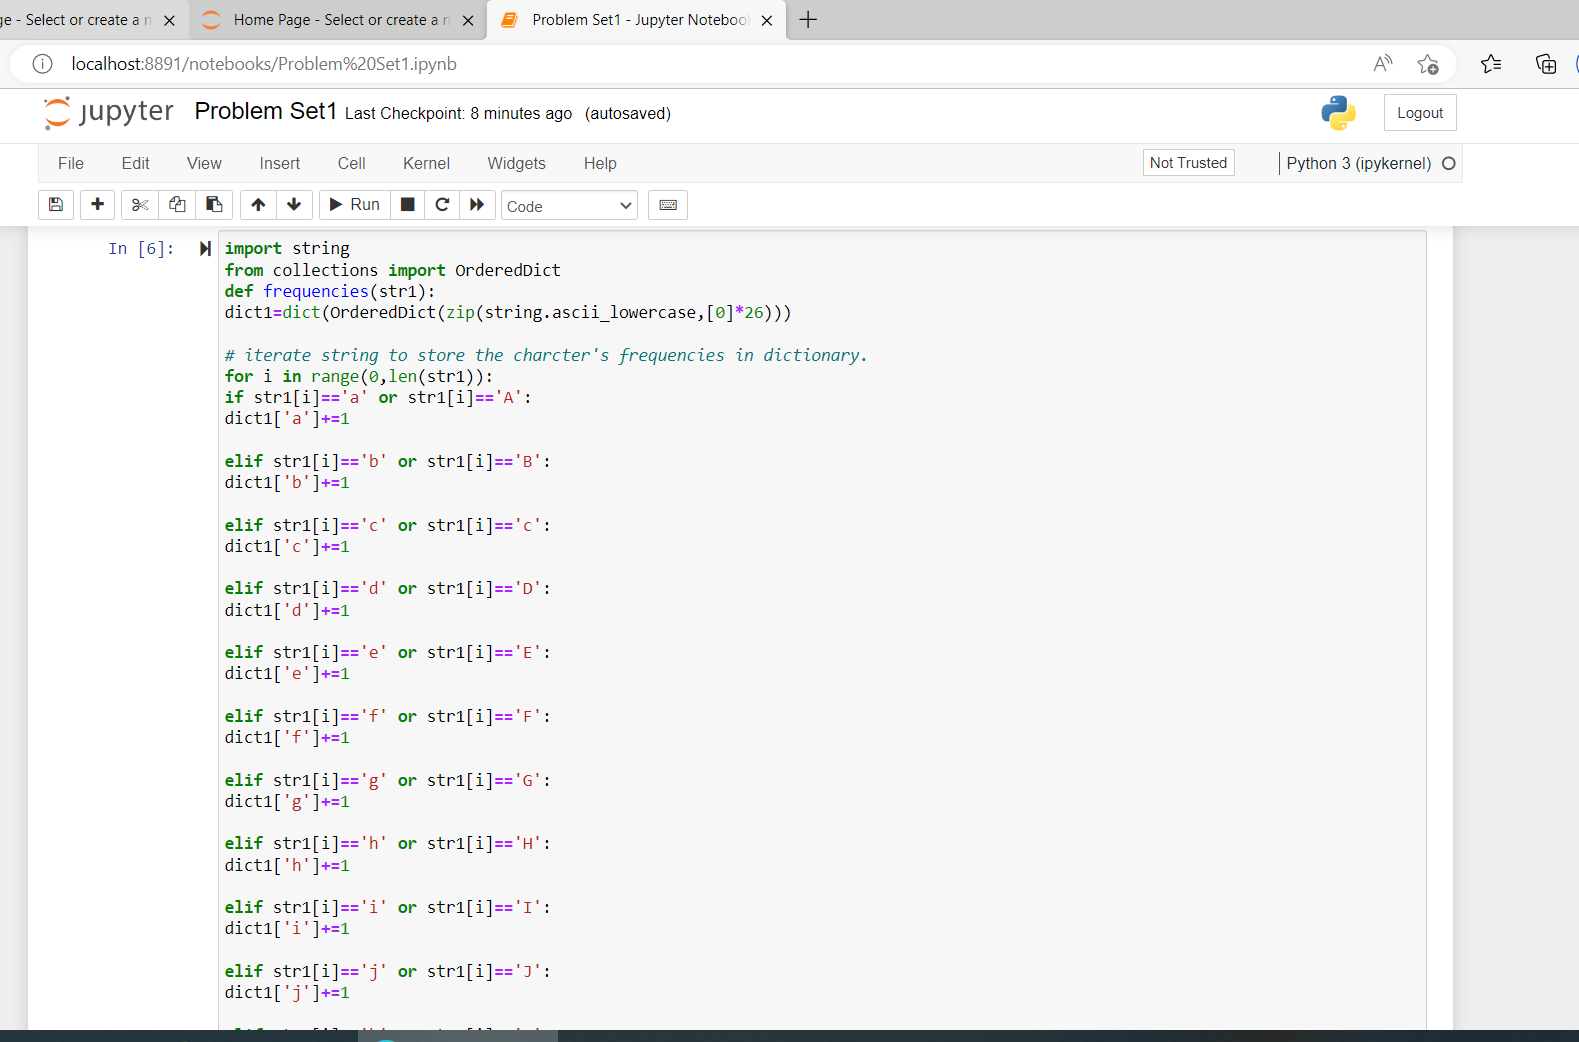 ge - Select or create a n
Home Page - Select or create a n
Problem Set1 - Jupyter Noteboo
localhost:8891/notebooks/Problem%20Set1.ipynb
jupyter Problem Set1 Last Checkpoint: 8 minutes ago (autosaved)
Logout
File Edit View Insert Cell Kernel Widgets Help
Not Trusted
Python 3 (ipykernel)
Run
Code
In [6]:
import string
from collections import OrderedDict
def frequencies(str1):
dict1=dict(OrderedDict(zip(string.ascii_lowercase,[0]*26)))
# iterate string to store the charcter's frequencies in dictionary.
for i in range(0,len(str1)):
if str1[i]=='a' or str1[i]=='A':
dict1['a']+=1
elif str1[i]=='b' or str1[i]=='B':
dict1['b']+=1
elif str1[i]=='c' or str1[i]=='c':
dict1['c']+=1
elif str1[i]=='d' or str1[i]=='D':
dict1['d']+=1
elif str1[i]=='e' or str1[i]=='E':
dict1['e']+=1
elif str1[i]=='f' or str1[i]=='F':
dict1['f']+=1
elif str1[i]=='g' or str1[i]=='G':
dict1['g']+=1
elif str1[i]=='h' or str1[i]=='H':
dict1['h']+=1
elif str1[i]=='i' or str1[i]=='I':
dict1['i']+=1
elif str1[i]=='j' or str1[i]=='J':
dict1['j']+=1